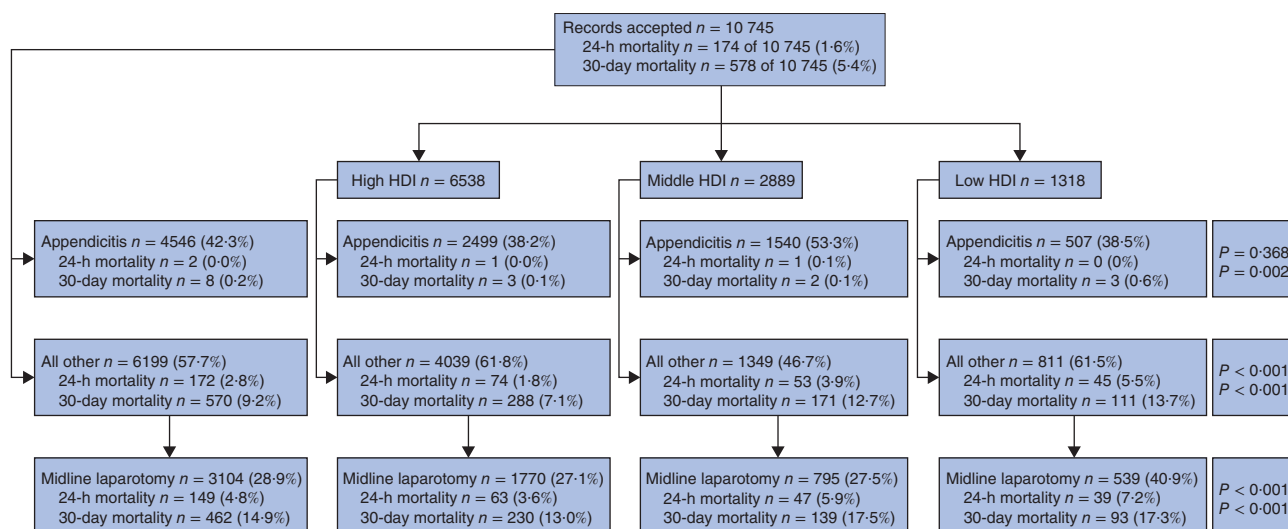 Records accepted n = 10 745
24-h mortality n = 174 of 10 745 (1·6%)
30-day mortality n = 578 of 10 745 (5·4%)
High HDI n = 6538
Middle HDI n = 2889
Low HDI n = 1318
Appendicitis n = 4546 (42·3%)
24-h mortality n = 2 (0·0%)
30-day mortality n = 8 (0·2%)
Appendicitis n = 2499 (38·2%)
24-h mortality n = 1 (0·0%)
30-day mortality n = 3 (0·1%)
Appendicitis n = 1540 (53·3%)
24-h mortality n = 1 (0·1%)
30-day mortality n = 2 (0·1%)
Appendicitis n = 507 (38·5%)
24-h mortality n = 0 (0%)
30-day mortality n = 3 (0·6%)
P = 0·368
P = 0·002
All other n = 6199 (57·7%)
24-h mortality n = 172 (2·8%)
30-day mortality n = 570 (9·2%)
All other n = 4039 (61·8%)
24-h mortality n = 74 (1·8%)
30-day mortality n = 288 (7·1%)
All other n = 1349 (46·7%)
24-h mortality n = 53 (3·9%)
30-day mortality n = 171 (12·7%)
All other n = 811 (61·5%)
24-h mortality n = 45 (5·5%)
30-day mortality n = 111 (13·7%)
P < 0·001
P < 0·001
Midline laparotomy n = 3104 (28·9%)
24-h mortality n = 149 (4·8%)
30-day mortality n = 462 (14·9%)
Midline laparotomy n = 1770 (27·1%)
24-h mortality n = 63 (3·6%)
30-day mortality n = 230 (13·0%)
Midline laparotomy n = 795 (27·5%)
24-h mortality n = 47 (5·9%)
30-day mortality n = 139 (17·5%)
Midline laparotomy n = 539 (40·9%)
24-h mortality n = 39 (7·2%)
30-day mortality n = 93 (17·3%)
P < 0·001
P < 0·001